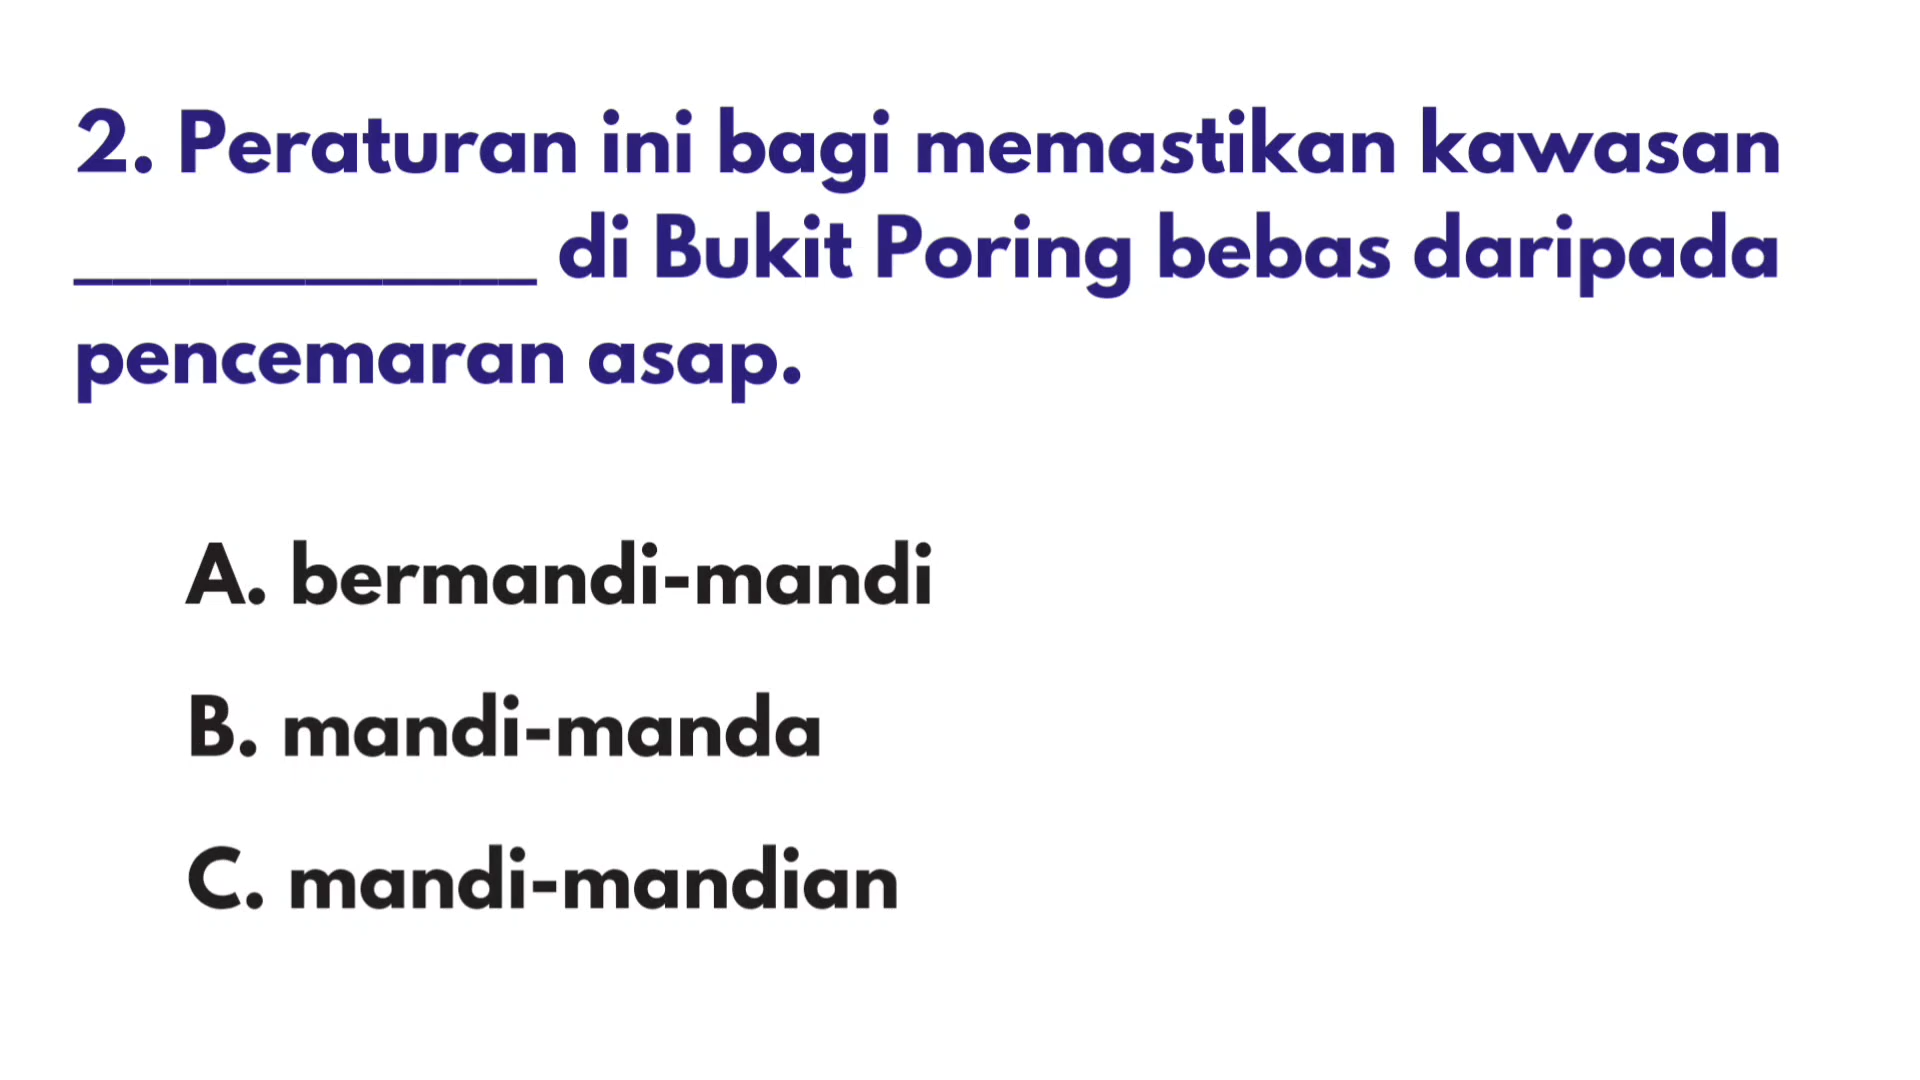 2. Peraturan ini bagi memastikan kawasan
____________ di Bukit Poring bebas daripada
pencemaran asap.
A. bermandi-mandi
B. mandi-manda
C. mandi-mandian